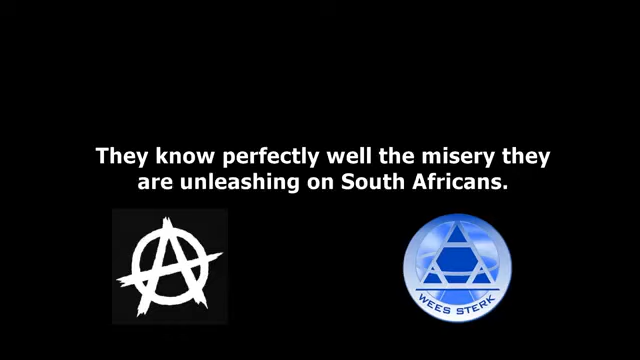 They know perfectly well the misery they
are unleashing on South Africans.
WEES STERK